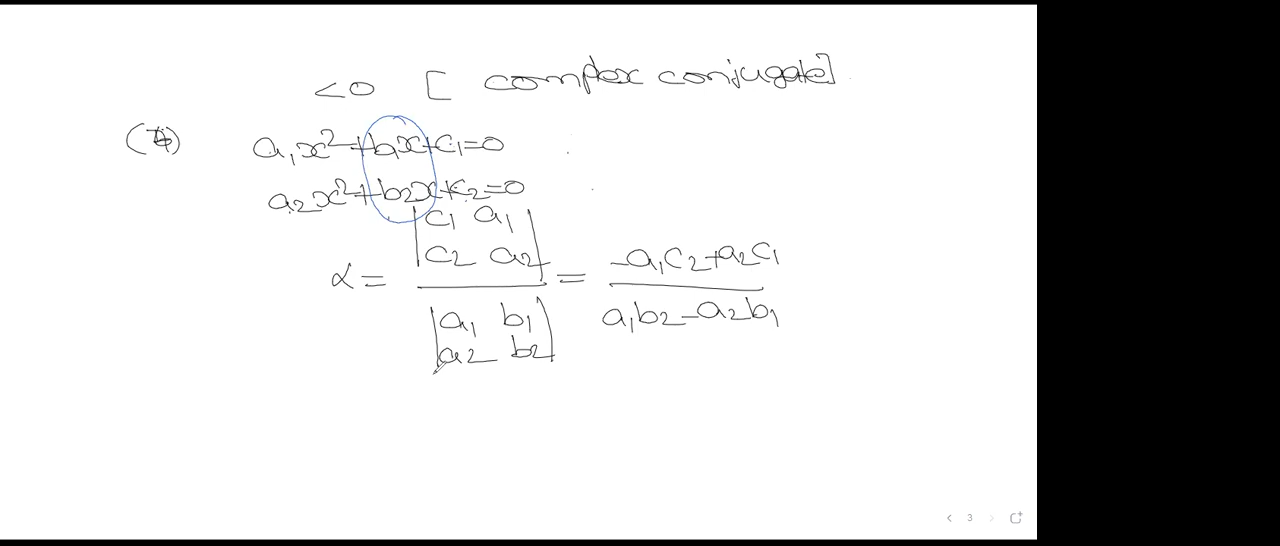 <0 [ complex conjugate]
(7) a₁x²+b₁x+c₁=0
a₂x²+b₂x+c₂=0
α = |c₁ a₁; c₂ a₂| / |a₁ b₁; a₂ b₂| = (-a₁c₂+a₂c₁) / (a₁b₂-a₂b₁)
3